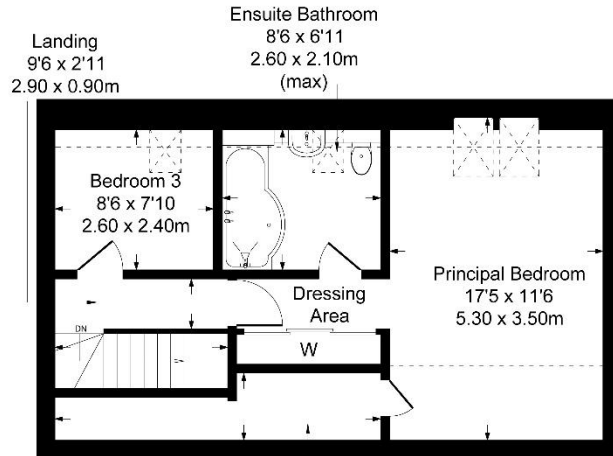 Ensuite Bathroom
8'6 x 6'11
2.60 x 2.10m
(max)
Landing
9'6 x 2'11
2.90 x 0.90m
Bedroom 3
8'6 x 7'10
2.60 x 2.40m
Principal Bedroom
17'5 x 11'6
5.30 x 3.50m
Dressing
Area
DN
W